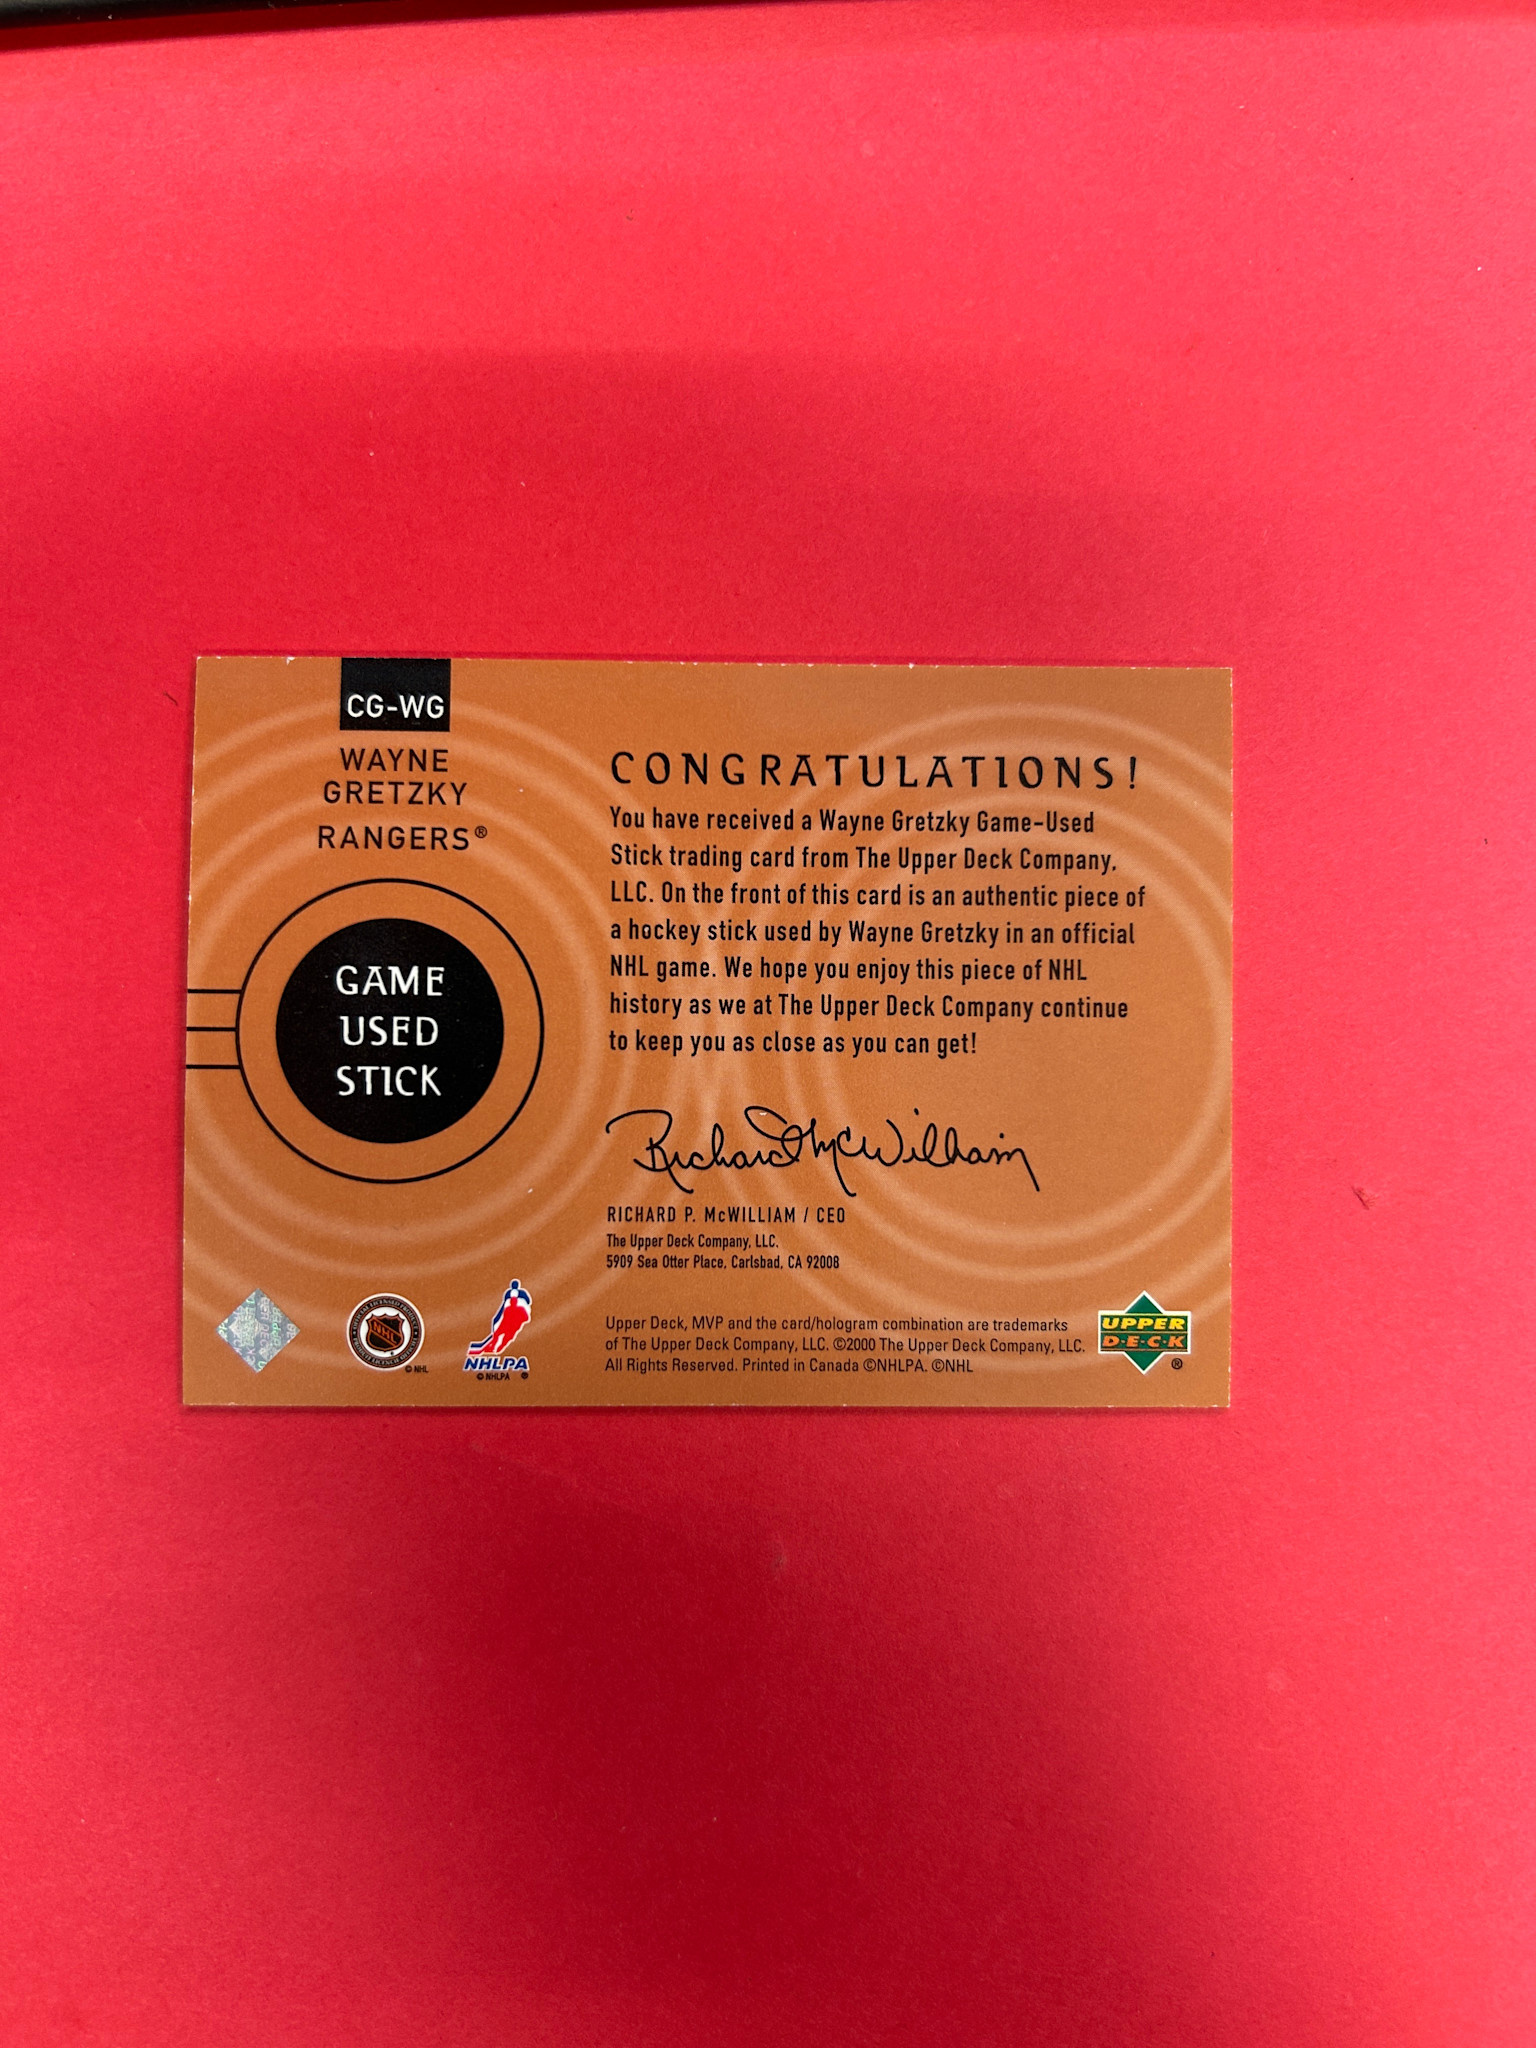 CG-WG
WAYNE
GRETZKY
RANGERS®
GAME
USED
STICK
CONGRATULATIONS!
You have received a Wayne Gretzky Game-Used
Stick trading card from The Upper Deck Company,
LLC. On the front of this card is an authentic piece of
a hockey stick used by Wayne Gretzky in an official
NHL game. We hope you enjoy this piece of NHL
history as we at The Upper Deck Company continue
to keep you as close as you can get!
Richard McWilliam
RICHARD P. McWILLIAM / CEO
The Upper Deck Company, LLC.
5909 Sea Otter Place, Carlsbad, CA 92008
NHL
© NHL
NHLPA
© NHLPA ®
Upper Deck, MVP and the card/hologram combination are trademarks
of The Upper Deck Company, LLC. ©2000 The Upper Deck Company, LLC.
All Rights Reserved. Printed in Canada ©NHLPA. ©NHL
UPPER
D·E·C·K
®